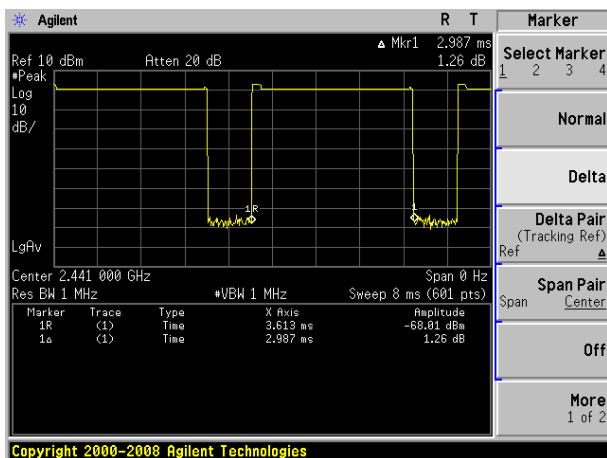 Agilent R T
Δ Mkr1 2.987 ms
Ref 10 dBm Atten 20 dB 1.26 dB
#Peak
Log
10
dB/
1R
1
LgAv
Center 2.441 000 GHz Span 0 Hz
Res BW 1 MHz #VBW 1 MHz Sweep 8 ms (601 pts)
Marker Trace Type X Axis Amplitude
1R (1) Time 3.613 ms -68.01 dBm
1Δ (1) Time 2.987 ms 1.26 dB
Marker
Select Marker
1 2 3 4
Normal
Delta
Delta Pair
(Tracking Ref)
Ref Δ
Span Pair
Span Center
Off
More
1 of 2
Copyright 2000-2008 Agilent Technologies